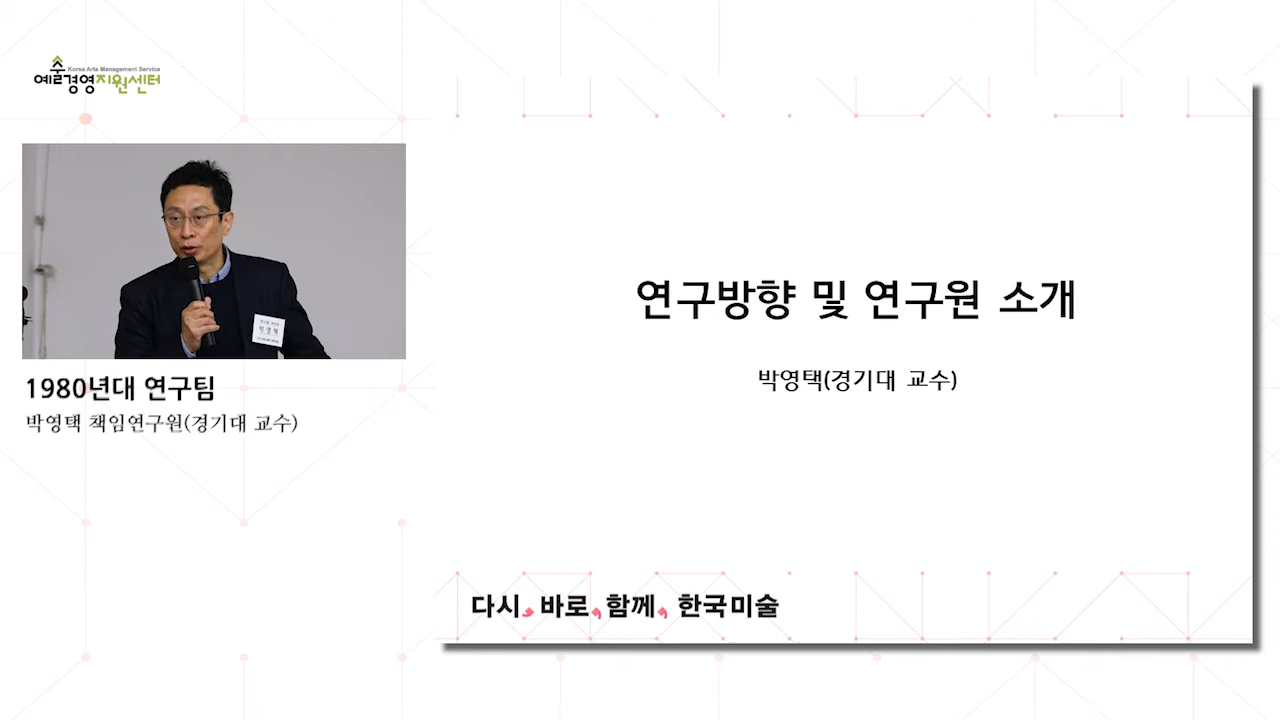 Korea Arts Management Service
예술경영지원센터
박영택
1980년대 연구팀
박영택 책임연구원(경기대 교수)
연구방향 및 연구원 소개
박영택(경기대 교수)
다시, 바로, 함께, 한국미술